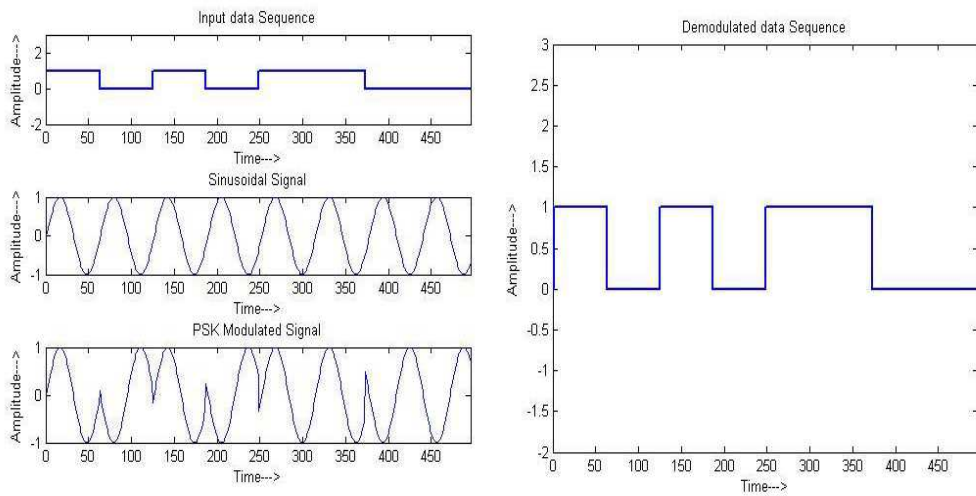 Input data Sequence
Amplitude--->
2
0
-2
0 50 100 150 200 250 300 350 400 450
Time--->
Sinusoidal Signal
Amplitude--->
1
0
-1
0 50 100 150 200 250 300 350 400 450
Time--->
PSK Modulated Signal
Amplitude--->
1
0
-1
0 50 100 150 200 250 300 350 400 450
Time--->
Demodulated data Sequence
Amplitude--->
3
2.5
2
1.5
1
0.5
0
-0.5
-1
-1.5
-2
0 50 100 150 200 250 300 350 400 450
Time--->